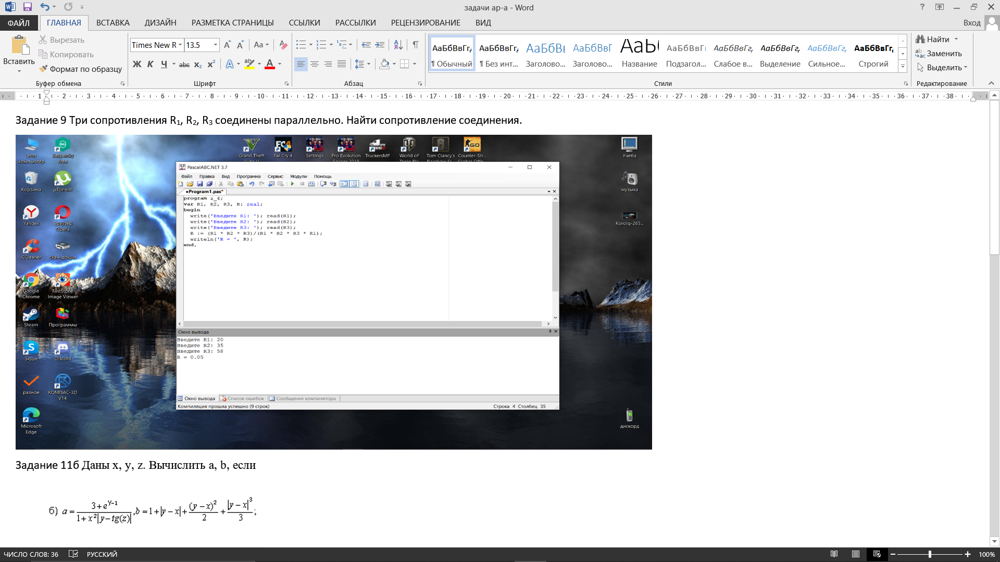 задачи ар-а - Word
ФАЙЛ ГЛАВНАЯ ВСТАВКА ДИЗАЙН РАЗМЕТКА СТРАНИЦЫ ССЫЛКИ РАССЫЛКИ РЕЦЕНЗИРОВАНИЕ ВИД Вход
Вставить
Вырезать
Копировать
Формат по образцу
Буфер обмена
Times New R 13.5
Ж К Ч abc x₂ x²
Шрифт
Абзац
АаБбВвГг, АаБбВвГг, АаБбВв АаБбВвГ АаЫ АаБбВвГг АаБбВвГг, АаБбВвГг, АаБбВвГг, АаБбВвГг,
¶ Обычный ¶ Без инт... Заголово... Заголово... Название Подзагол... Слабое в... Выделение Сильное... Строгий
Стили
Найти
Заменить
Выделить
Редактирование
1 1 2 3 4 5 6 7 8 9 10 11 12 13 14 15 16 17 18 19 20 21 22 23 24 25 26 27 28 29 30 31 32 33 34 35 36 37 38
Задание 9 Три сопротивления R₁, R₂, R₃ соединены параллельно. Найти сопротивление соединения.
Этот компьютер
Kaspersky Free
Корзина
µTorrent
Yandex
Браузер Opera
CCleaner
скан. докум
Google Chrome
FastStone Image Viewer
Steam
Программы
Skype
Discord
разное
КОМПАС-3D V14
Microsoft Edge
Grand Theft Auto V
Far Cry 4
Settings
Pro Evolution Soccer 2018
TruckersMP
World of Tanks RU
Tom Clancy's Rainbow Si...
Counter-Str... Global Offe...
Учеба
музыка
Korolq-265...
дискорд
PascalABC.NET 3.7
Файл Правка Вид Программа Сервис Модули Помощь
•Program1.pas*
program z_4;
var R1, R2, R3, R: real;
begin
write('Введите R1: '); read(R1);
write('Введите R2: '); read(R2);
write('Введите R3: '); read(R3);
R := (R1 * R2 * R3)/(R1 * R2 * R3 * R1);
writeln('R = ', R);
end.
Окно вывода
Введите R1: 20
Введите R2: 35
Введите R3: 58
R = 0.05
Окно вывода Список ошибок Сообщения компилятора
Компиляция прошла успешно (9 строк) Строка 4 Столбец 35
Задание 11б Даны x, y, z. Вычислить a, b, если
б) a = (3+e^(y-1))/(1+x²|y-tg(z)|), b = 1+|y-x|+(y-x)²/2+|y-x|³/3;
ЧИСЛО СЛОВ: 36 РУССКИЙ 100%